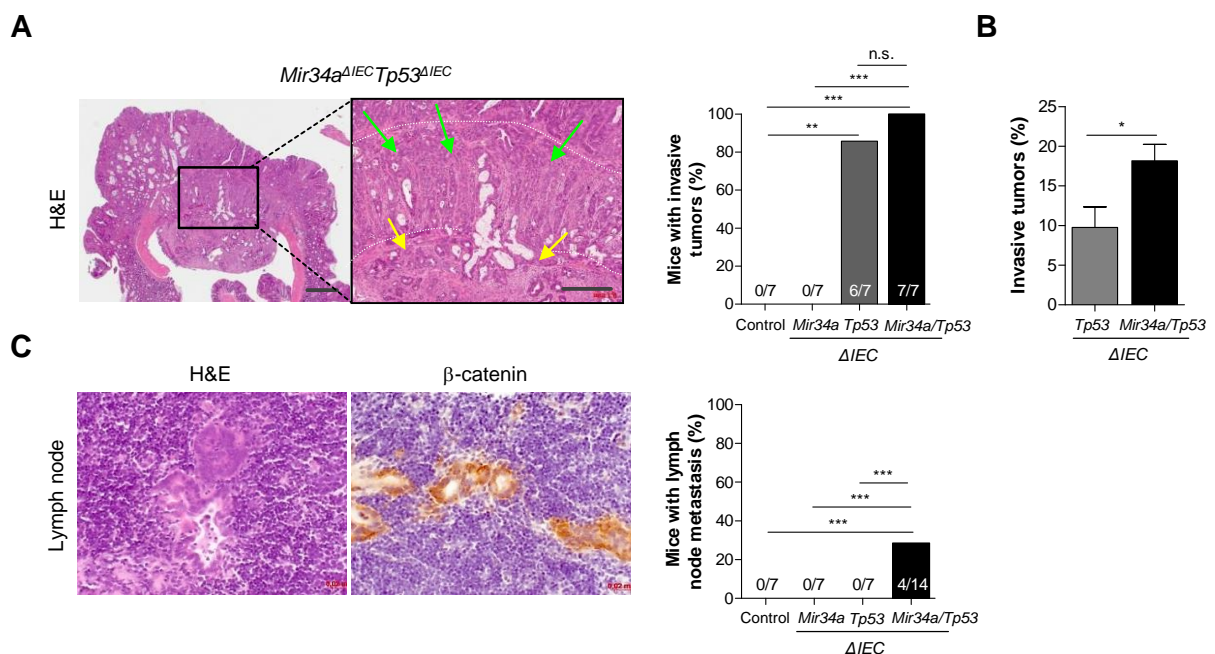 A
Mir34aΔIECTp53ΔIEC
H&E
Mice with invasive
tumors (%)
100
80
60
40
20
0
n.s.
***
***
**
0/7
0/7
6/7
7/7
Control
Mir34a
Tp53
Mir34a/Tp53
ΔIEC
B
Invasive tumors (%)
25
20
15
10
5
0
*
Tp53
Mir34a/Tp53
ΔIEC
C
H&E
β-catenin
Lymph node
0,02 m
Mice with lymph
node metastasis (%)
100
80
60
40
20
0
***
***
***
0/7
0/7
0/7
4/14
Control
Mir34a
Tp53
Mir34a/Tp53
ΔIEC